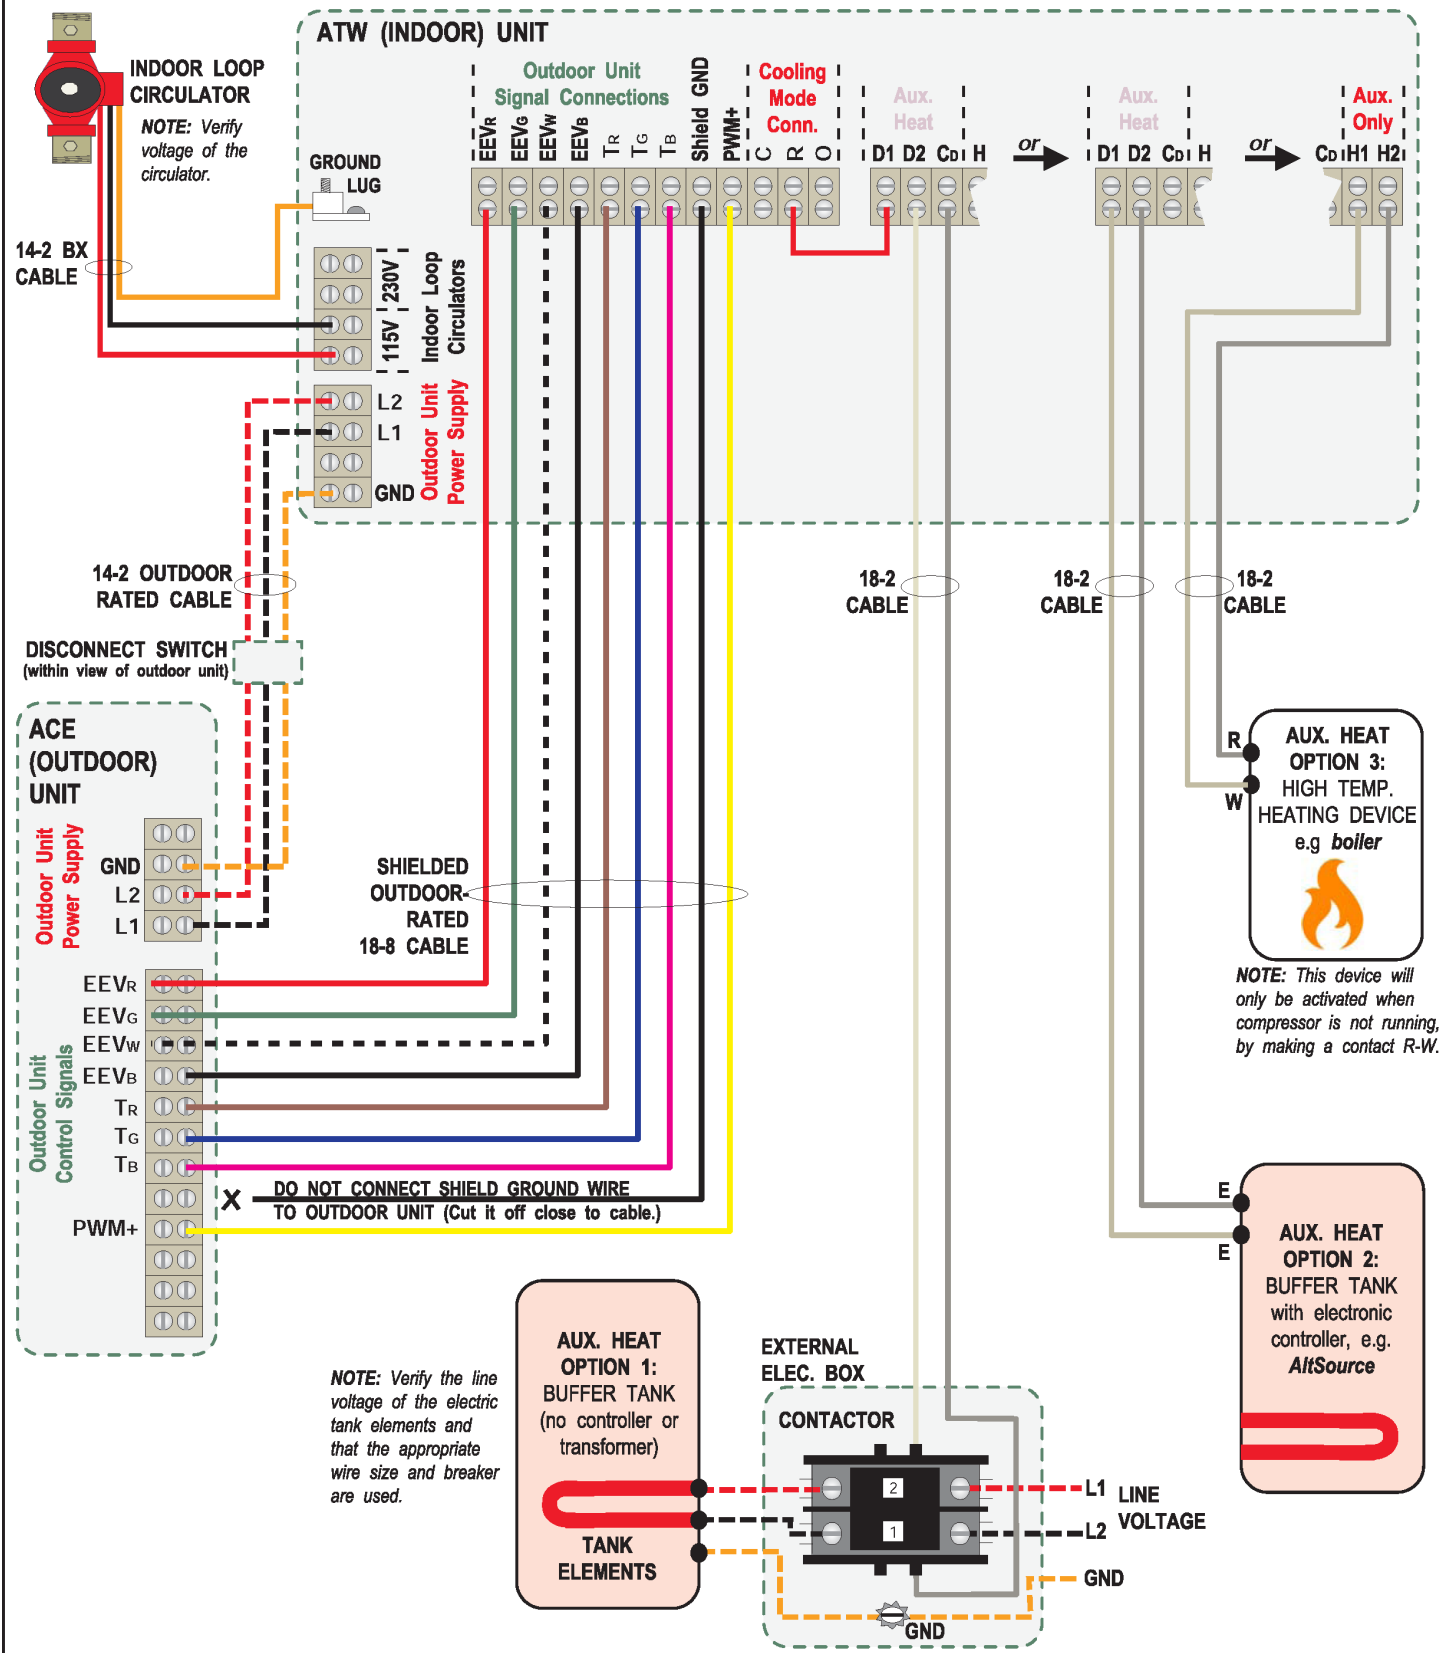 ATW (INDOOR) UNIT
INDOOR LOOP
CIRCULATOR
NOTE: Verify
voltage of the
circulator.
GROUND
LUG
14-2 BX
CABLE
Outdoor Unit
Signal Connections
EEVR
EEVG
EEVW
EEVB
TR
TG
TB
Shield GND
PWM+
Cooling
Mode
Conn.
C
R
O
Aux.
Heat
D1 D2 CD H
or
Aux.
Heat
D1 D2 CD H
or
Aux.
Only
CD H1 H2
230V
115V
Indoor Loop
Circulators
L2
L1
GND
Outdoor Unit
Power Supply
14-2 OUTDOOR
RATED CABLE
DISCONNECT SWITCH
(within view of outdoor unit)
18-2
CABLE
18-2
CABLE
18-2
CABLE
ACE
(OUTDOOR)
UNIT
Outdoor Unit
Power Supply
GND
L2
L1
SHIELDED
OUTDOOR-
RATED
18-8 CABLE
Outdoor Unit
Control Signals
EEVR
EEVG
EEVW
EEVB
TR
TG
TB
PWM+
X
DO NOT CONNECT SHIELD GROUND WIRE
TO OUTDOOR UNIT (Cut it off close to cable.)
R
W
AUX. HEAT
OPTION 3:
HIGH TEMP.
HEATING DEVICE
e.g boiler
NOTE: This device will
only be activated when
compressor is not running,
by making a contact R-W.
E
E
AUX. HEAT
OPTION 2:
BUFFER TANK
with electronic
controller, e.g.
AltSource
NOTE: Verify the line
voltage of the electric
tank elements and
that the appropriate
wire size and breaker
are used.
AUX. HEAT
OPTION 1:
BUFFER TANK
(no controller or
transformer)
TANK
ELEMENTS
EXTERNAL
ELEC. BOX
CONTACTOR
2
1
L1
L2
LINE
VOLTAGE
GND
GND